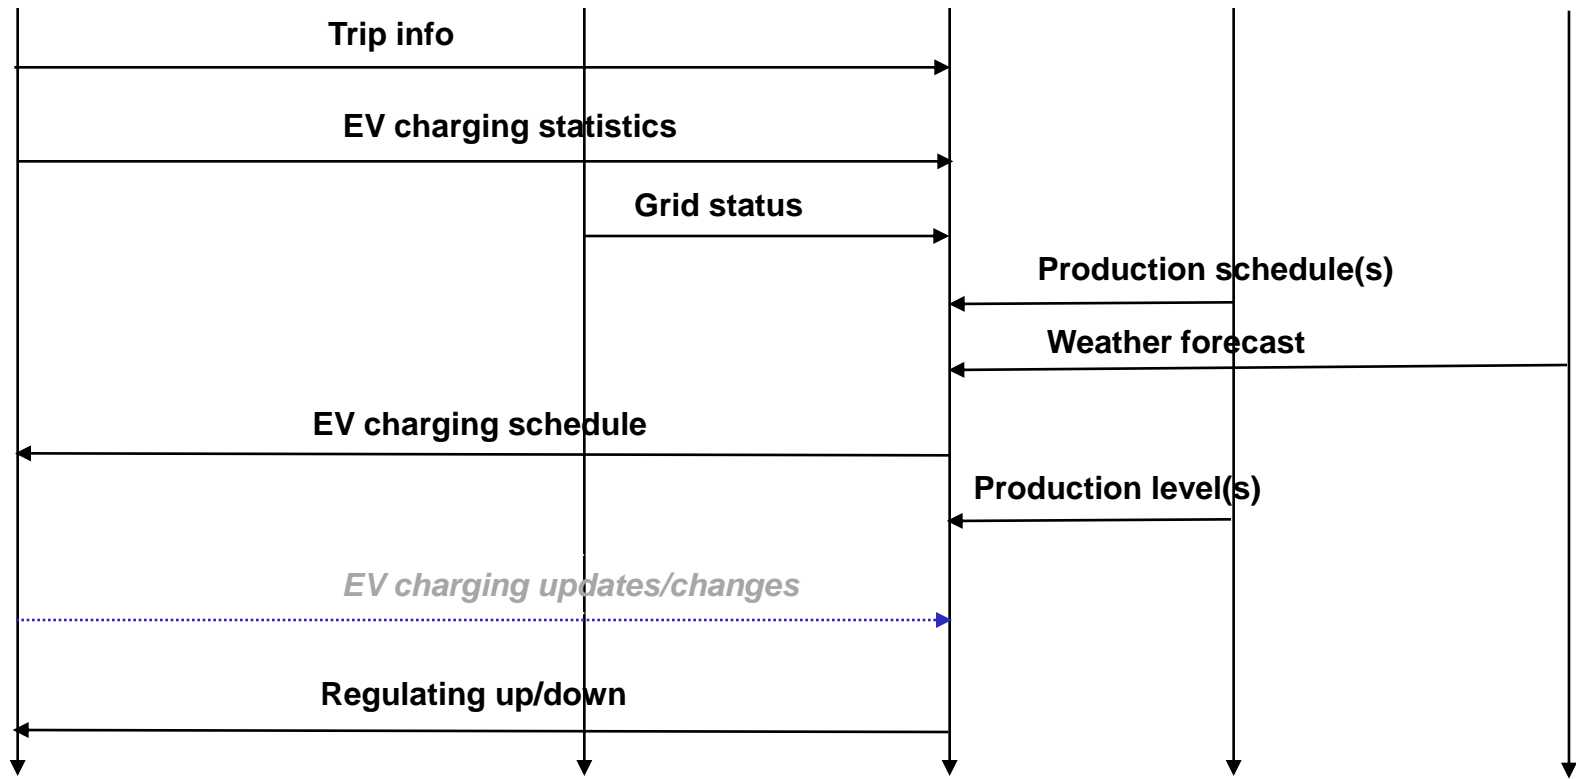 Trip info
EV charging statistics
Grid status
Production schedule(s)
Weather forecast
EV charging schedule
Production level(s)
EV charging updates/changes
Regulating up/down